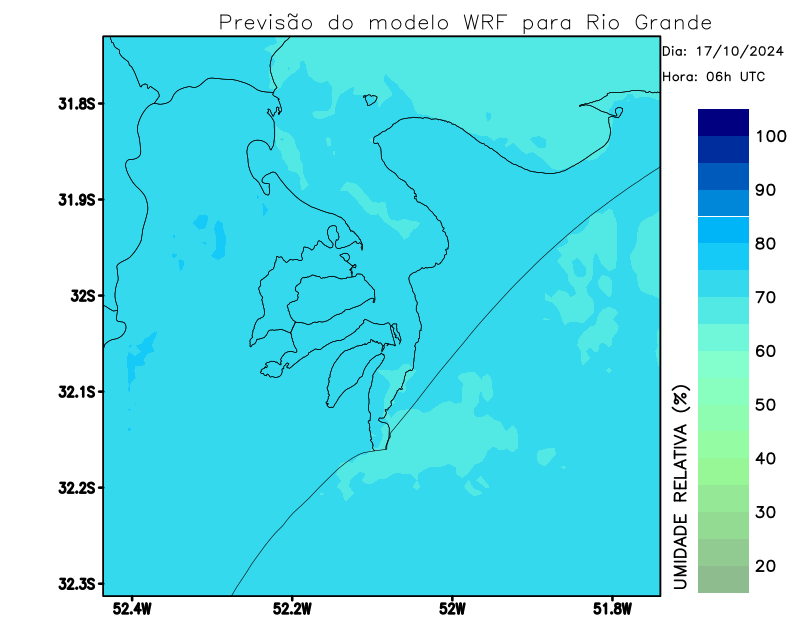 Previsão do modelo WRF para Rio Grande
Dia: 17/10/2024
Hora: 06h UTC
31.8S
31.9S
32S
32.1S
32.2S
32.3S
52.4W
52.2W
52W
51.8W
100
90
80
70
60
50
40
30
20
UMIDADE RELATIVA (%)